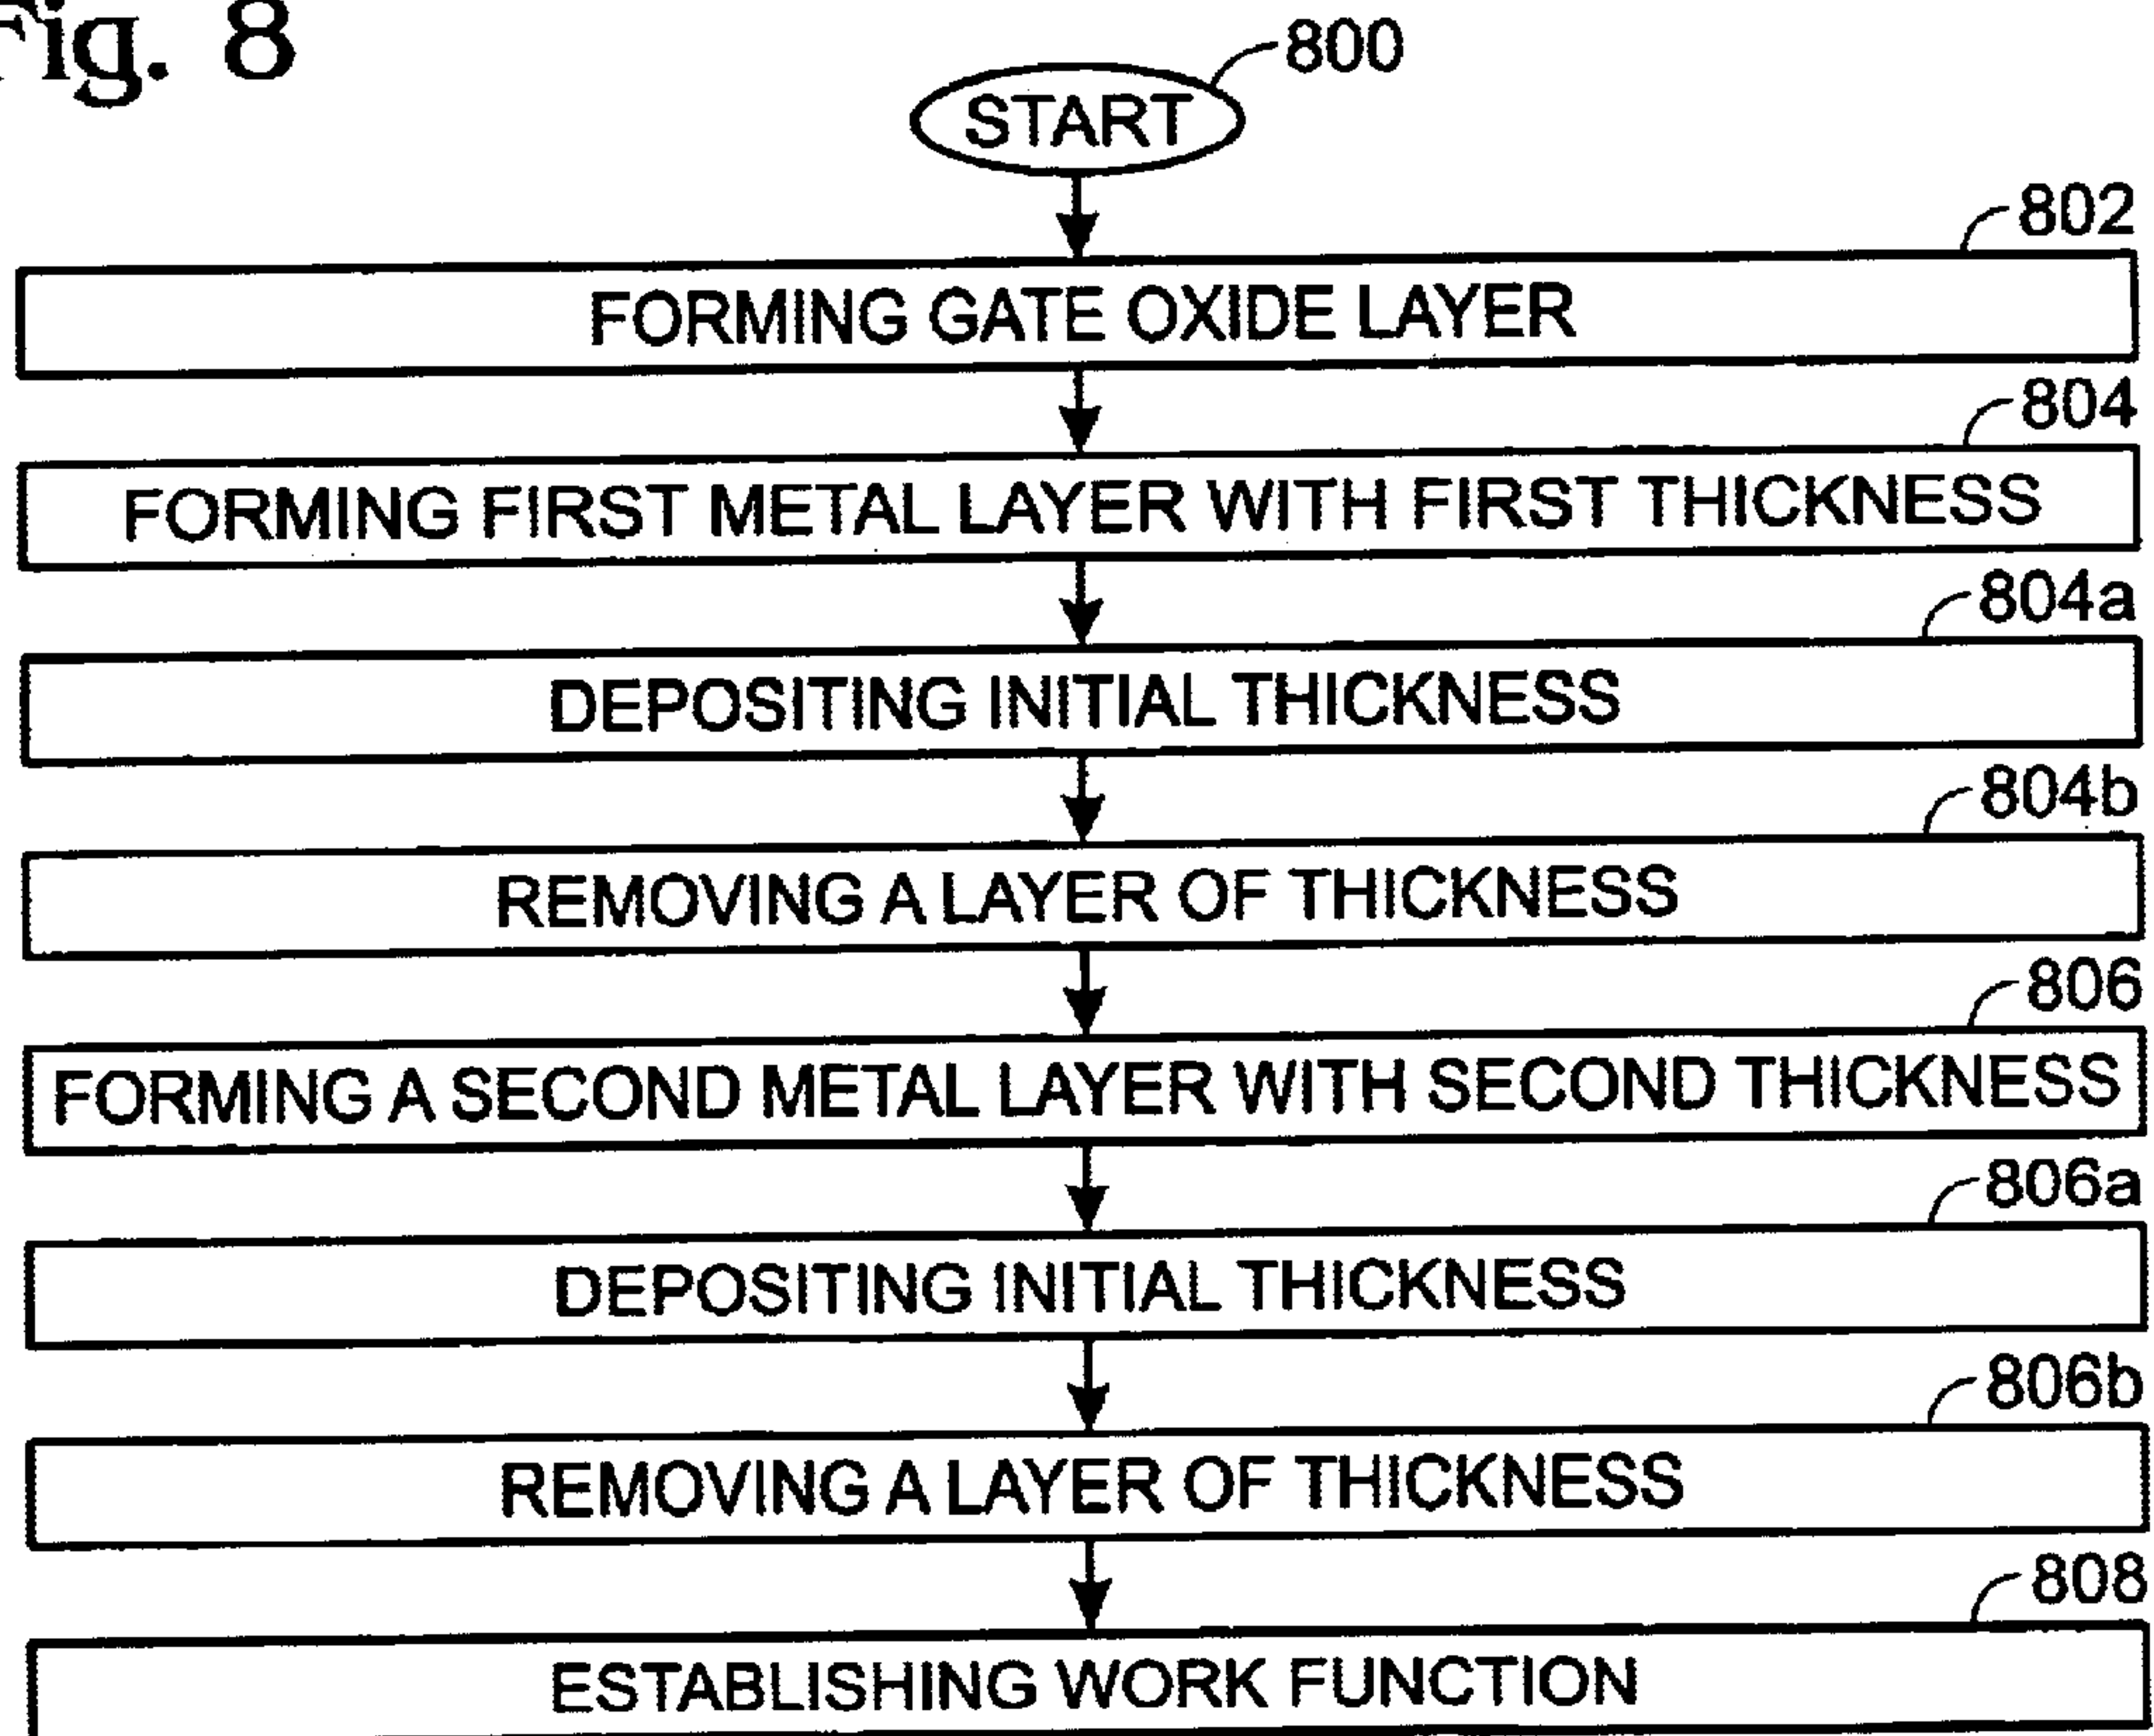 Fig. 8
800
START
802
FORMING GATE OXIDE LAYER
804
FORMING FIRST METAL LAYER WITH FIRST THICKNESS
804a
DEPOSITING INITIAL THICKNESS
804b
REMOVING A LAYER OF THICKNESS
806
FORMING A SECOND METAL LAYER WITH SECOND THICKNESS
806a
DEPOSITING INITIAL THICKNESS
806b
REMOVING A LAYER OF THICKNESS
808
ESTABLISHING WORK FUNCTION